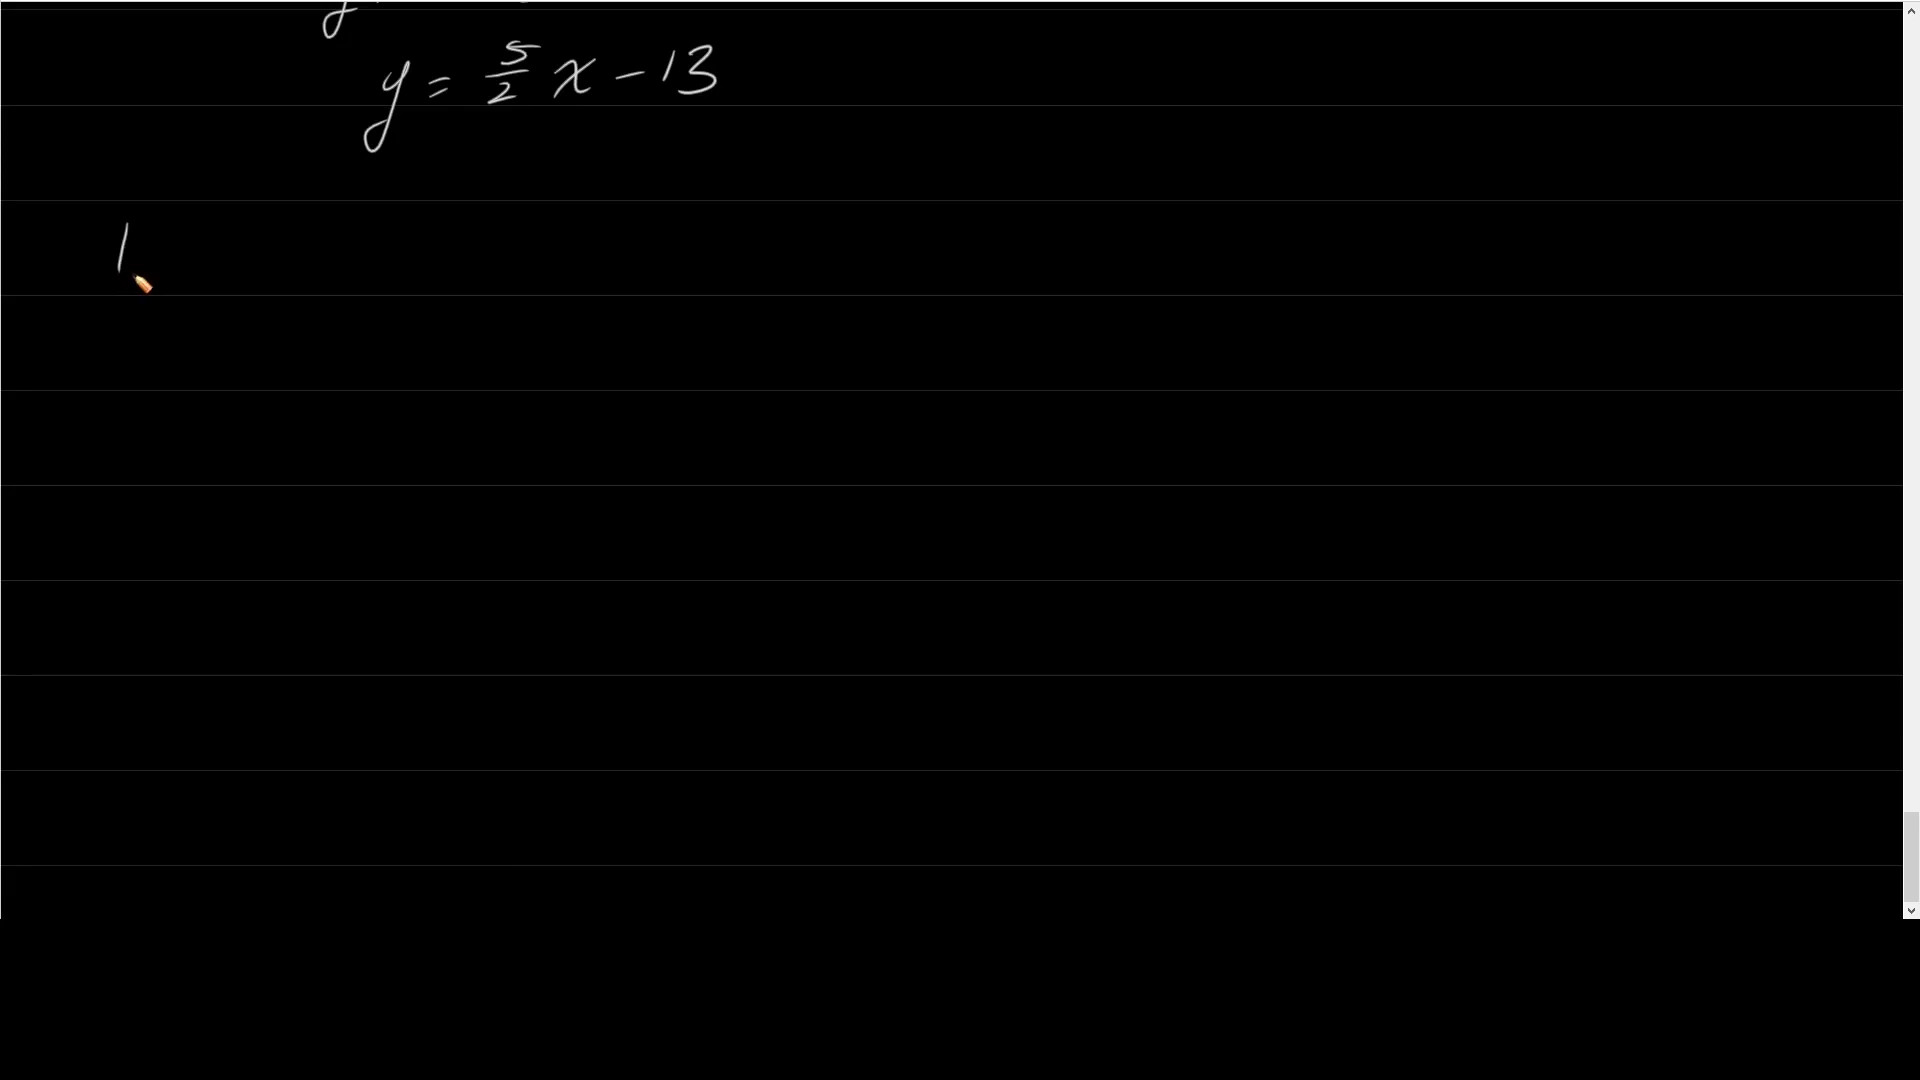 y = 5/2 x - 13
1